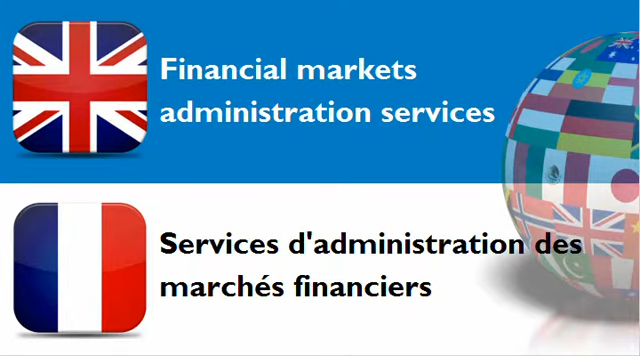 Financial markets
administration services
Services d'administration des
marchés financiers